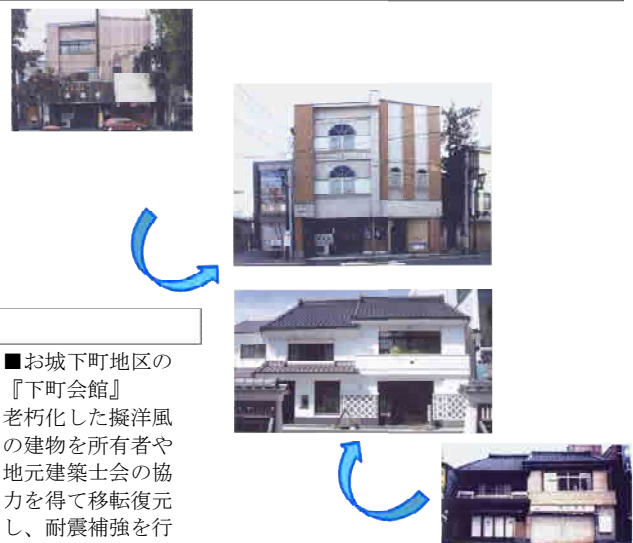 ■お城下町地区の
『下町会館』
老朽化した擬洋風
の建物を所有者や
地元建築士会の協
力を得て移転復元
し、耐震補強を行